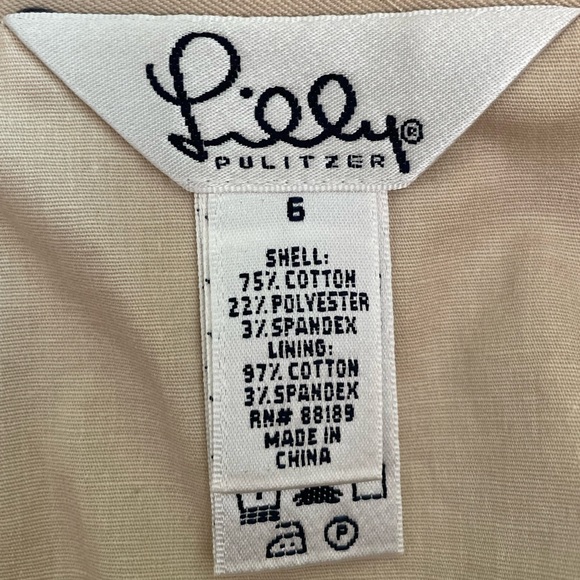 Lilly®
PULITZER
6
SHELL:
75% COTTON
22% POLYESTER
3% SPANDEX
LINING:
97% COTTON
3% SPANDEX
RN# 88189
MADE IN
CHINA
P